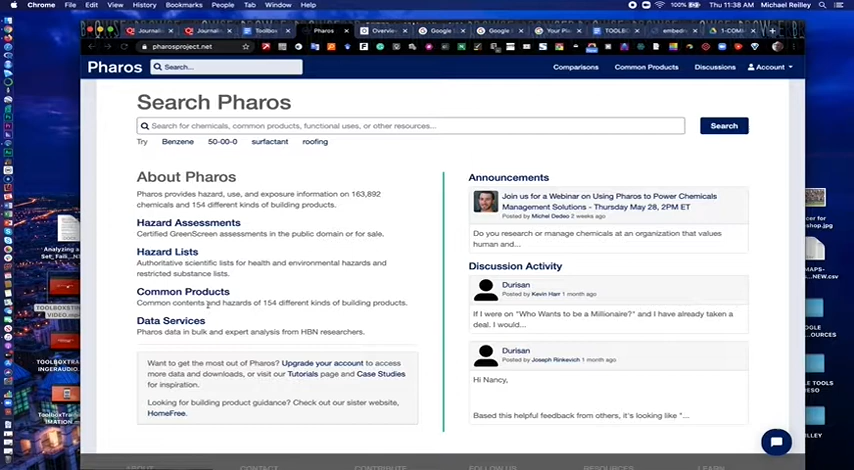 Chrome File Edit View History Bookmarks People Tab Window Help
100% Thu 11:38 AM Michael Reilley
Toolbox
Pharos
Overview
Google
Google
Your Pla
TOOLBO
embedr
1-COMM
pharosproject.net
Pharos
Search...
Comparisons Common Products Discussions Account
Search Pharos
Search for chemicals, common products, functional uses, or other resources...
Search
Try Benzene 50-00-0 surfactant roofing
About Pharos
Pharos provides hazard, use, and exposure information on 163,892
chemicals and 154 different kinds of building products.
Hazard Assessments
Certified GreenScreen assessments in the public domain or for sale.
Hazard Lists
Authoritative scientific lists for health and environmental hazards and
restricted substance lists.
Common Products
Common contents and hazards of 154 different kinds of building products.
Data Services
Pharos data in bulk and expert analysis from HBN researchers.
Want to get the most out of Pharos? Upgrade your account to access
more data and downloads, or visit our Tutorials page and Case Studies
for inspiration.
Looking for building product guidance? Check out our sister website,
HomeFree.
Announcements
Join us for a Webinar on Using Pharos to Power Chemicals
Management Solutions - Thursday May 28, 2PM ET
Posted by Michel Dedeo 2 weeks ago
Do you research or manage chemicals at an organization that values
human and...
Discussion Activity
Durisan
Posted by Kevin Harr 1 month ago
If I were on "Who Wants to be a Millionaire?" and I have already taken a
deal. I would...
Durisan
Posted by Joseph Rinkevich 1 month ago
Hi Nancy,
Based this helpful feedback from others, it's looking like "...